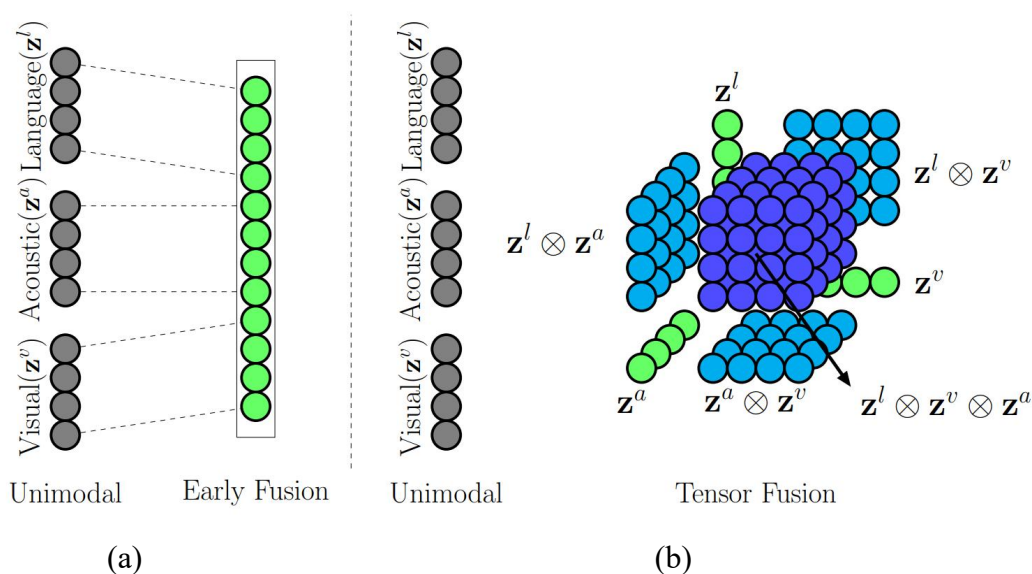 Language(z^l)
Acoustic(z^a)
Visual(z^v)
Unimodal
Early Fusion
(a)
Language(z^l)
Acoustic(z^a)
Visual(z^v)
Unimodal
z^l
z^l ⊗ z^v
z^l ⊗ z^a
z^v
z^a
z^a ⊗ z^v
z^l ⊗ z^v ⊗ z^a
Tensor Fusion
(b)